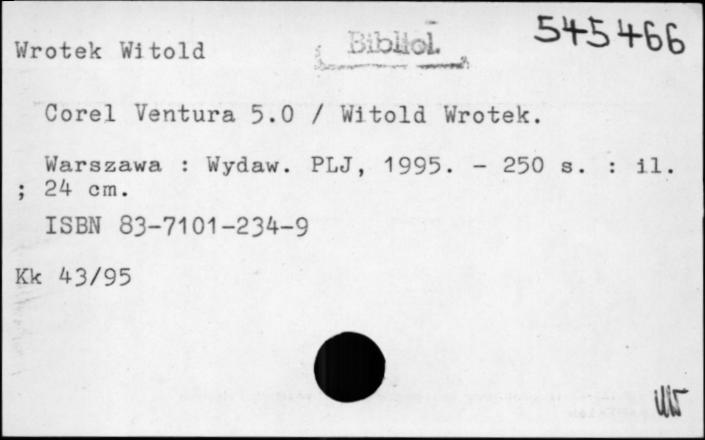 545466
Wrotek Witold
Bibliol.
Corel Ventura 5.0 / Witold Wrotek.
Warszawa : Wydaw. PLJ, 1995. - 250 s. : il.
; 24 cm.
ISBN 83-7101-234-9
Kk 43/95